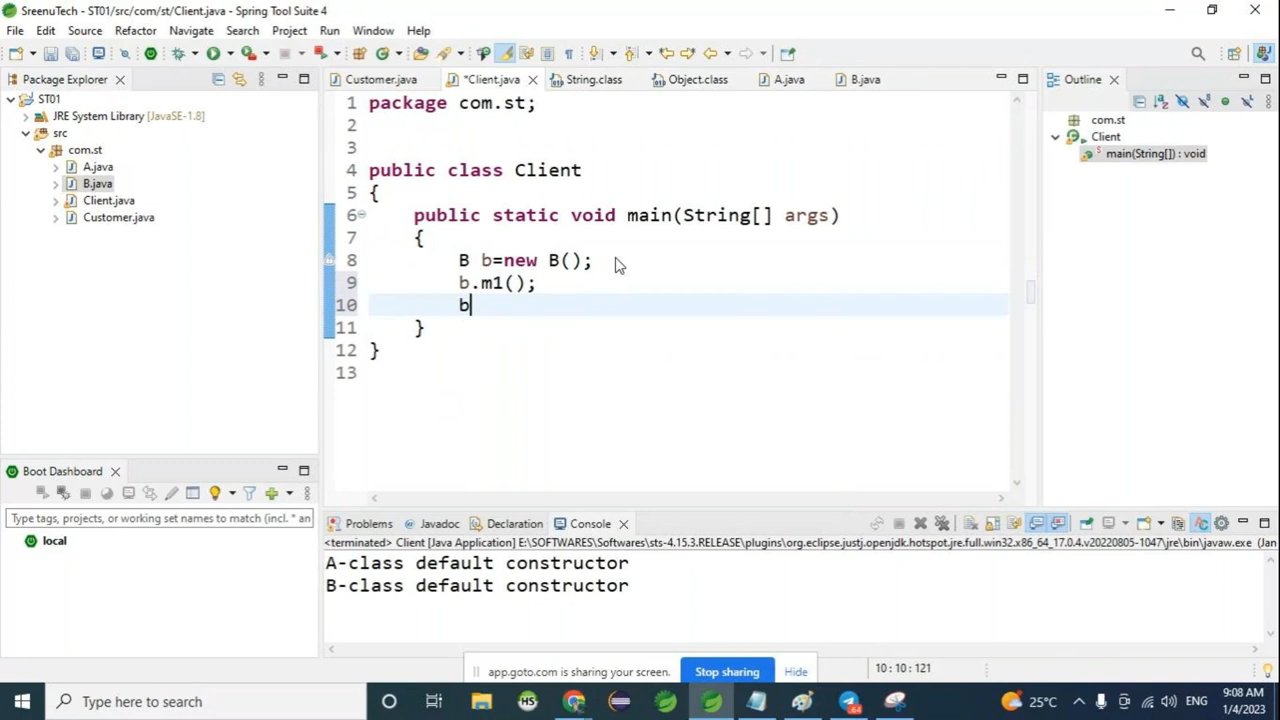 SreenuTech - ST01/src/com/st/Client.java - Spring Tool Suite 4
File Edit Source Refactor Navigate Search Project Run Window Help
Package Explorer
ST01
JRE System Library [JavaSE-1.8]
src
com.st
A.java
B.java
Client.java
Customer.java
Customer.java *Client.java String.class Object.class A.java B.java
1 package com.st;
2
3
4 public class Client
5 {
6 public static void main(String[] args)
7 {
8 B b=new B();
9 b.m1();
10 b
11 }
12 }
13
Outline
com.st
Client
main(String[]) : void
Boot Dashboard
Type tags, projects, or working set names to match (incl. * an
local
Problems Javadoc Declaration Console
<terminated> Client [Java Application] E:\SOFTWARES\Softwares\sts-4.15.3.RELEASE\plugins\org.eclipse.justj.openjdk.hotspot.jre.full.win32.x86_64_17.0.4.v20220805-1047\jre\bin\javaw.exe (1
A-class default constructor
B-class default constructor
app.goto.com is sharing your screen. Stop sharing Hide
10 : 10 : 121
Type here to search
HS
64
25°C
ENG
9:08 AM
1/4/2023